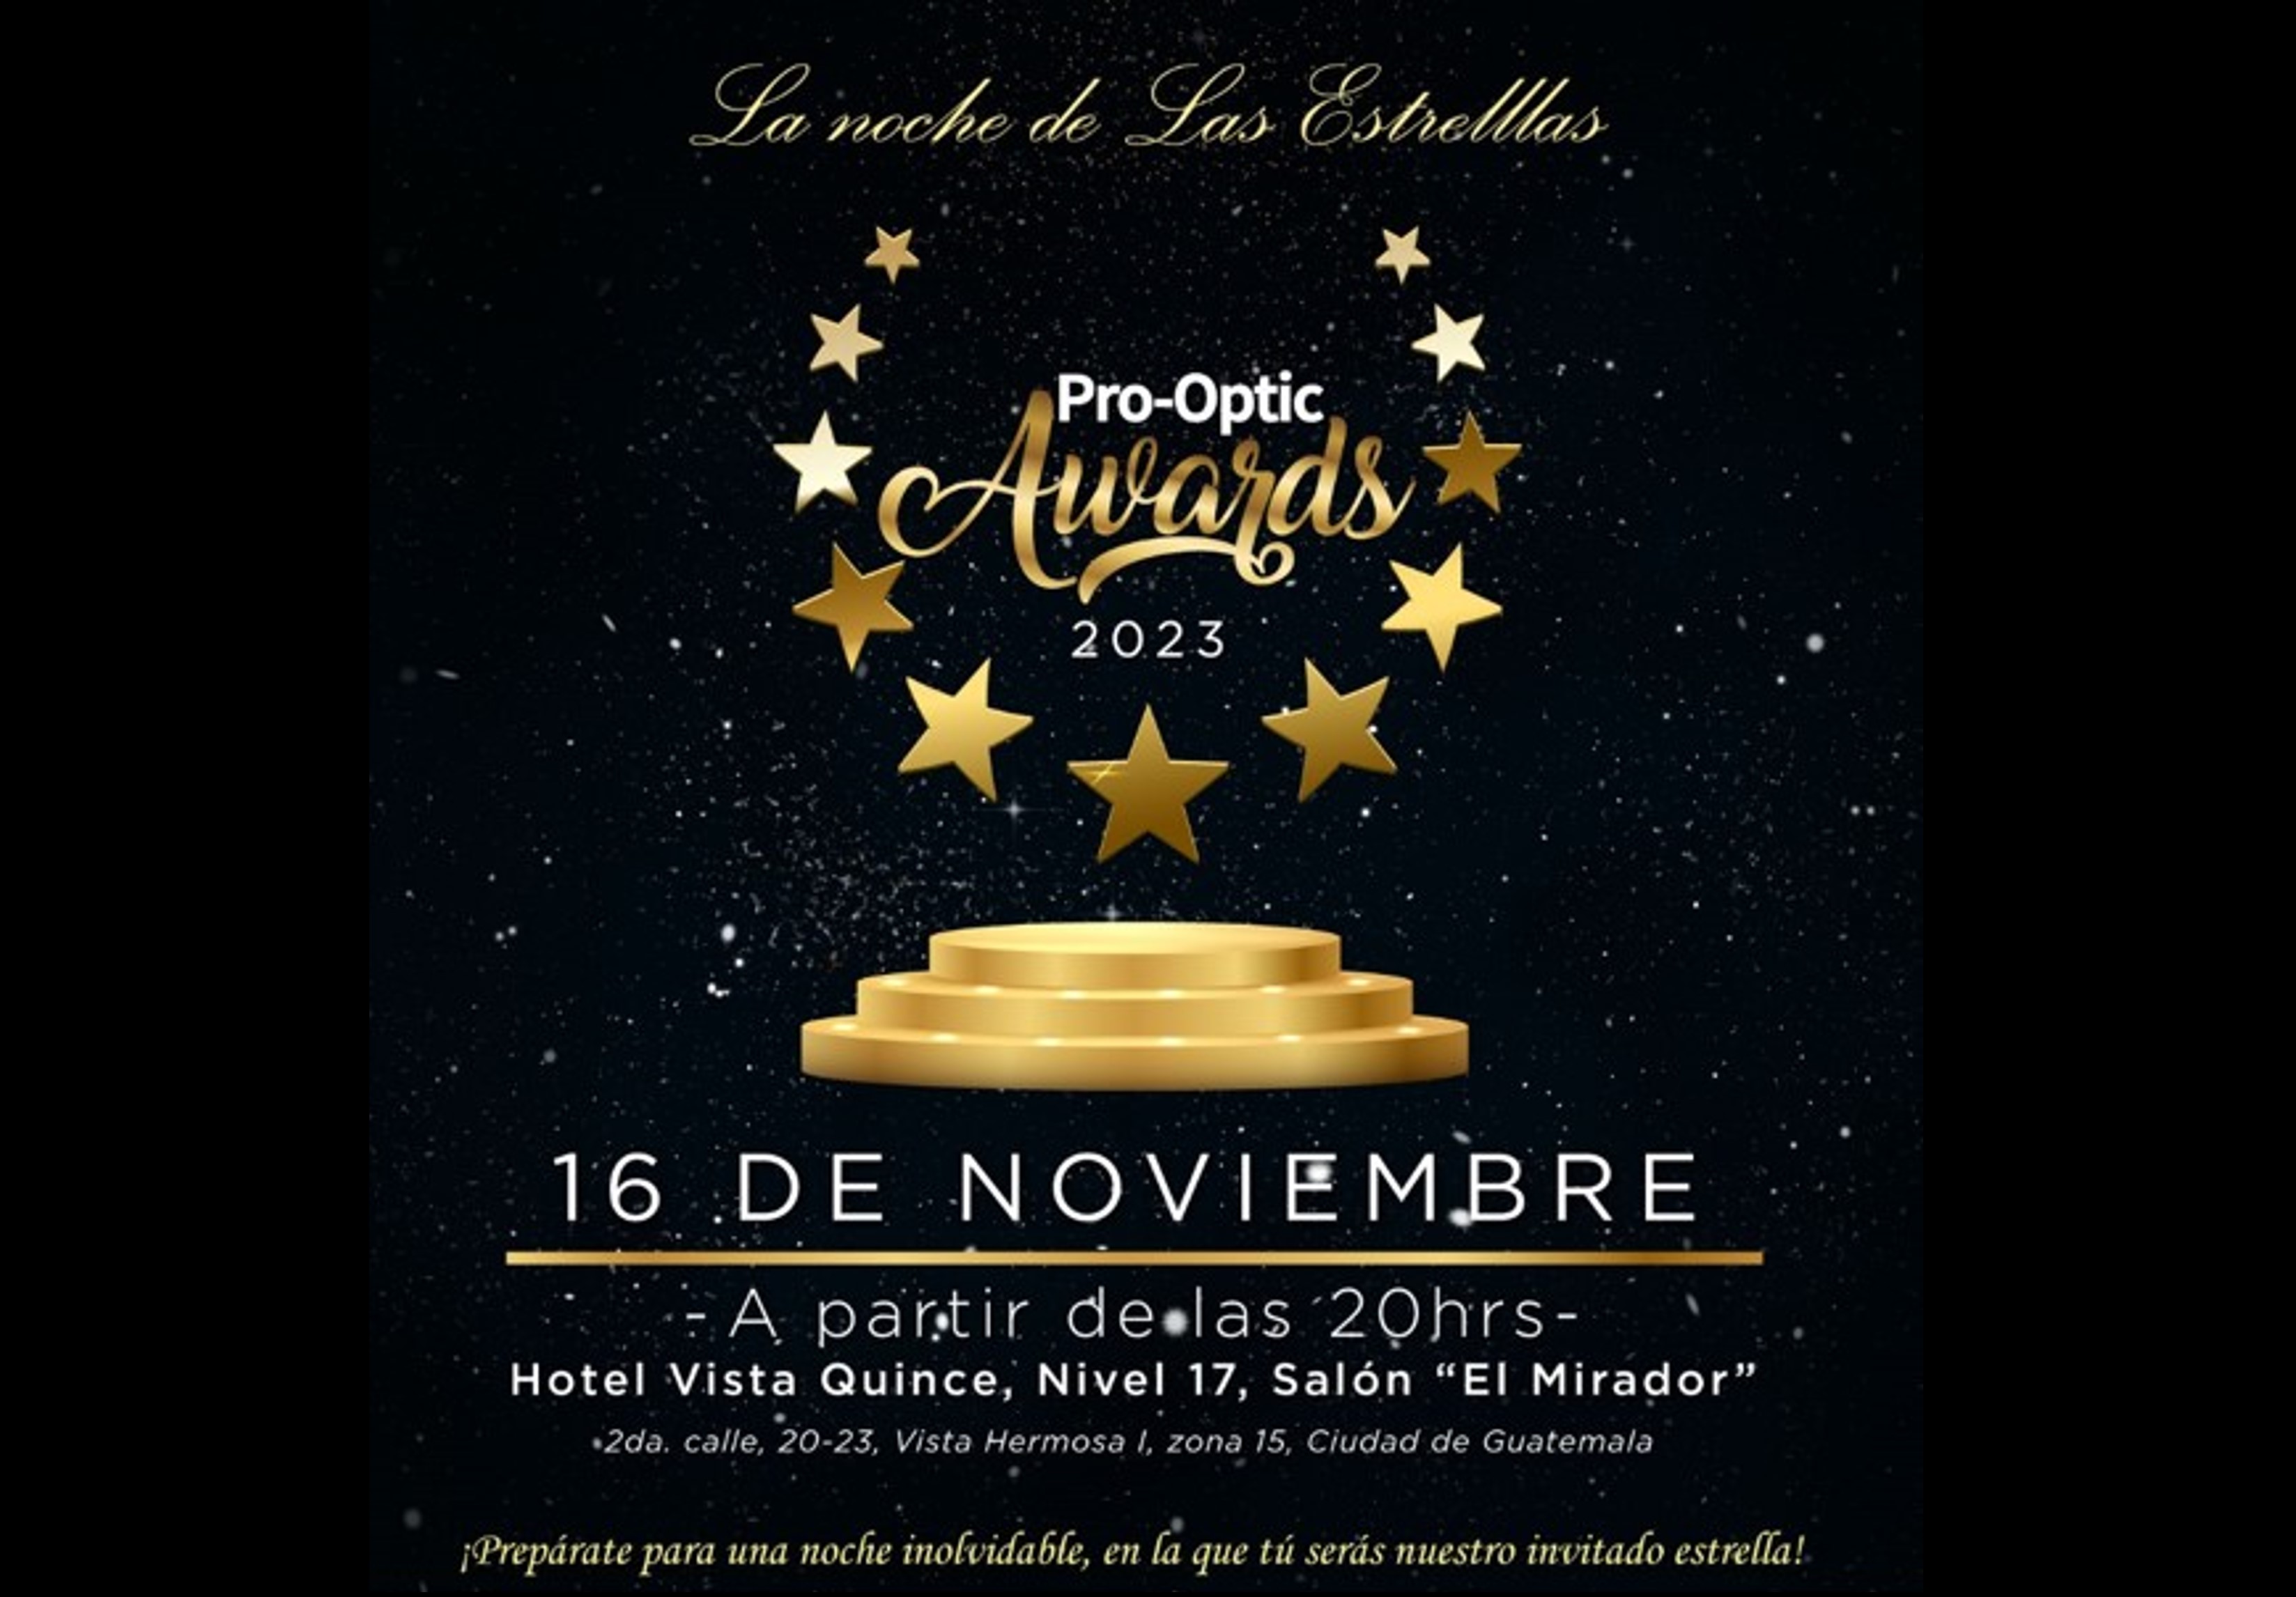 La noche de Las Estrelllas
Pro-Optic
Awards
2023
16 DE NOVIEMBRE
-A partir de las 20hrs-
Hotel Vista Quince, Nivel 17, Salón “El Mirador”
2da. calle, 20-23, Vista Hermosa I, zona 15, Ciudad de Guatemala
¡Prepárate para una noche inolvidable, en la que tú serás nuestro invitado estrella!